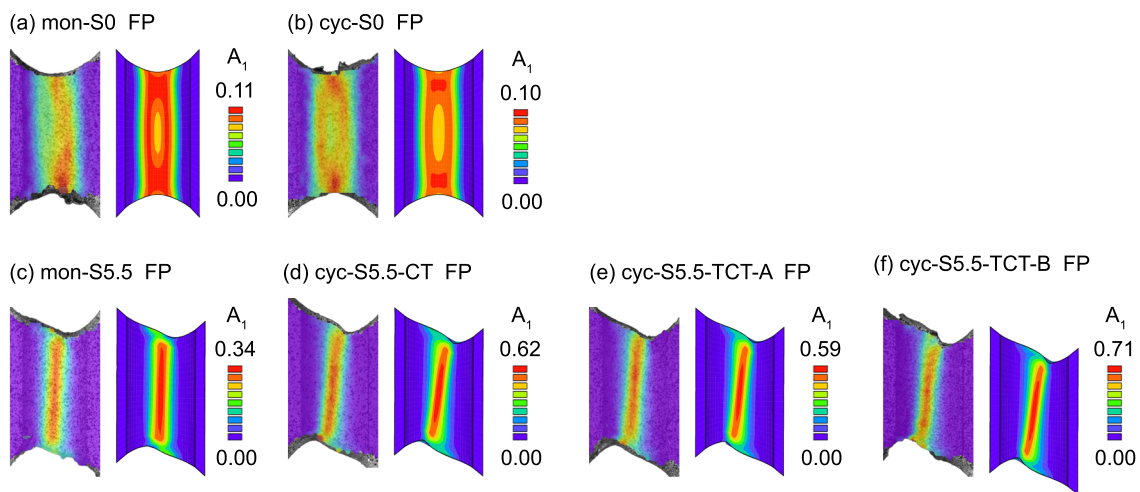 (a) mon-S0 FP
A1
0.11
0.00
(b) cyc-S0 FP
A1
0.10
0.00
(c) mon-S5.5 FP
A1
0.34
0.00
(d) cyc-S5.5-CT FP
A1
0.62
0.00
(e) cyc-S5.5-TCT-A FP
A1
0.59
0.00
(f) cyc-S5.5-TCT-B FP
A1
0.71
0.00